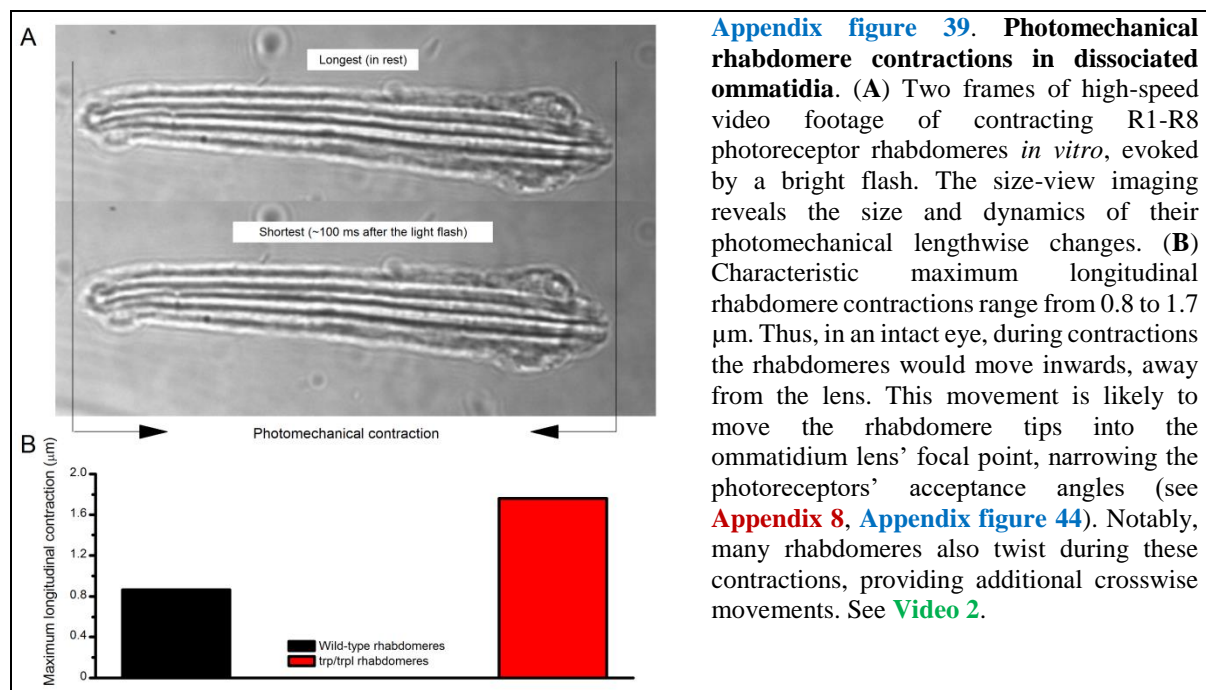 A
Longest (in rest)
Shortest (~100 ms after the light flash)
Photomechanical contraction
B
Maximum longitudinal contraction (μm)
2.0
1.6
1.2
0.8
0.4
0
Wild-type rhabdomeres
trp/trpl rhabdomeres
Appendix figure 39. Photomechanical
rhabdomere contractions in dissociated
ommatidia. (A) Two frames of high-speed
video footage of contracting R1-R8
photoreceptor rhabdomeres in vitro, evoked
by a bright flash. The size-view imaging
reveals the size and dynamics of their
photomechanical lengthwise changes. (B)
Characteristic maximum longitudinal
rhabdomere contractions range from 0.8 to 1.7
µm. Thus, in an intact eye, during contractions
the rhabdomeres would move inwards, away
from the lens. This movement is likely to
move the rhabdomere tips into the
ommatidium lens’ focal point, narrowing the
photoreceptors’ acceptance angles (see
Appendix 8, Appendix figure 44). Notably,
many rhabdomeres also twist during these
contractions, providing additional crosswise
movements. See Video 2.